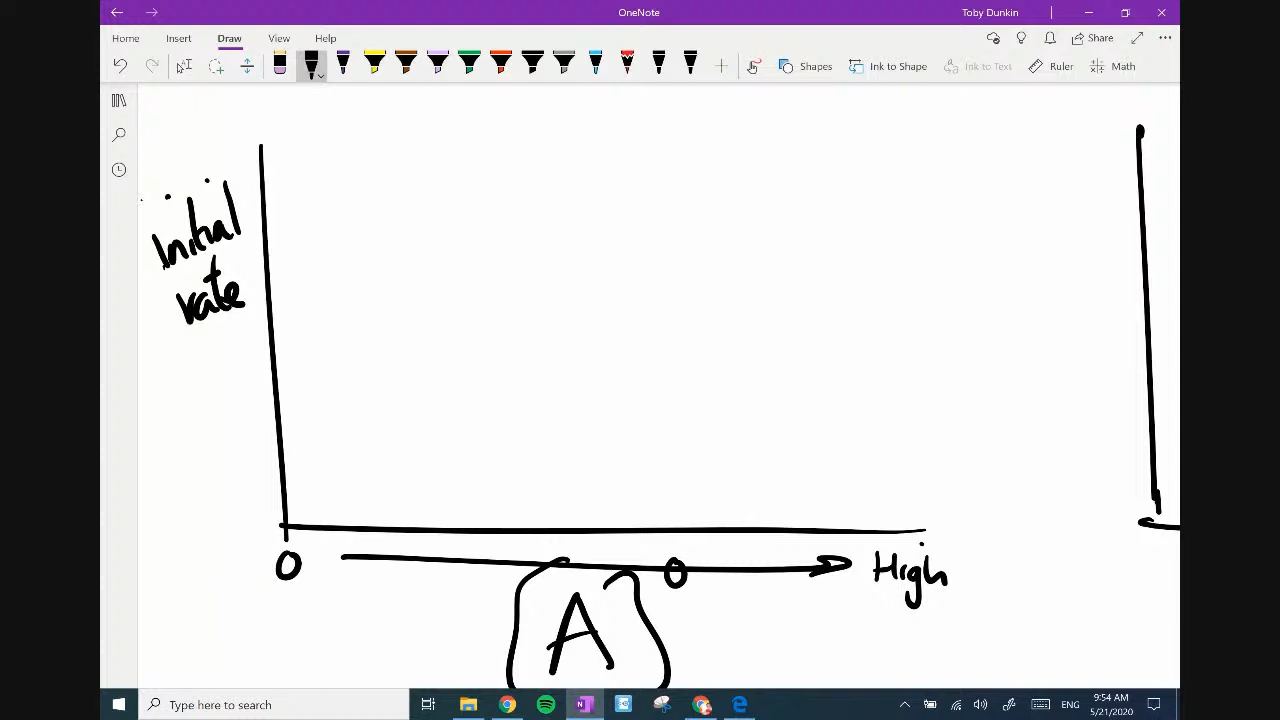 OneNote
Toby Dunkin
Home Insert Draw View Help
Share
Shapes Ink to Shape Ink to Text Ruler Math
Initial
rate
0 0 High
A
Type here to search
ENG
9:54 AM
5/21/2020